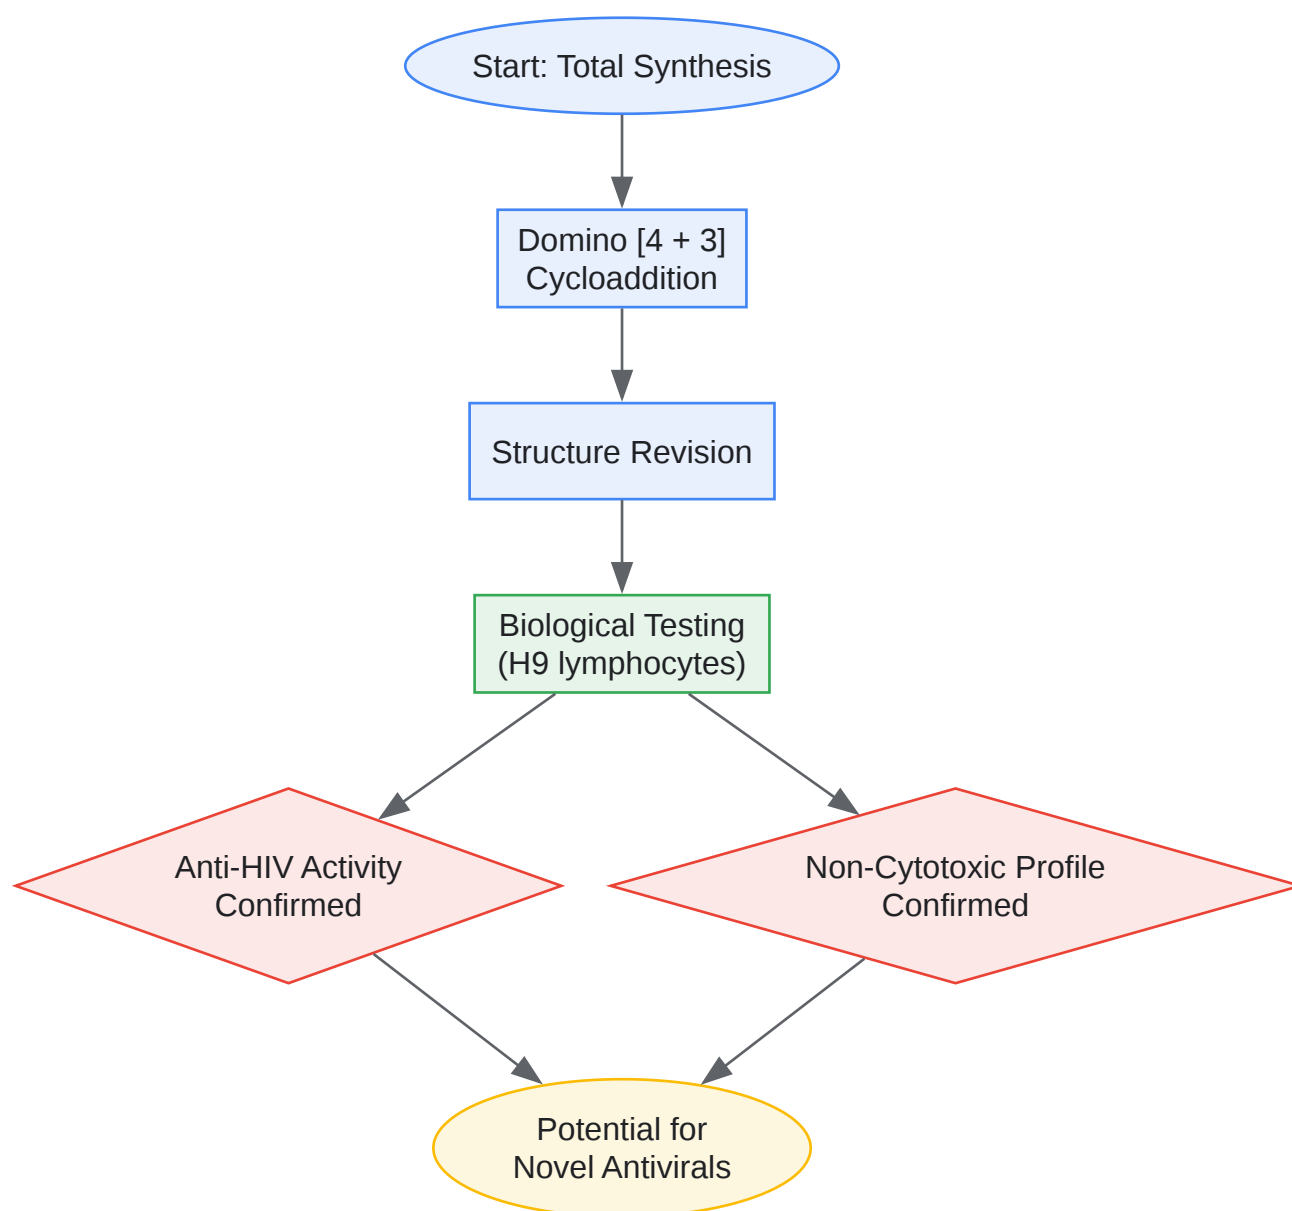 Start: Total Synthesis
Domino [4 + 3]
Cycloaddition
Structure Revision
Biological Testing
(H9 lymphocytes)
Anti-HIV Activity
Confirmed
Non-Cytotoxic Profile
Confirmed
Potential for
Novel Antivirals